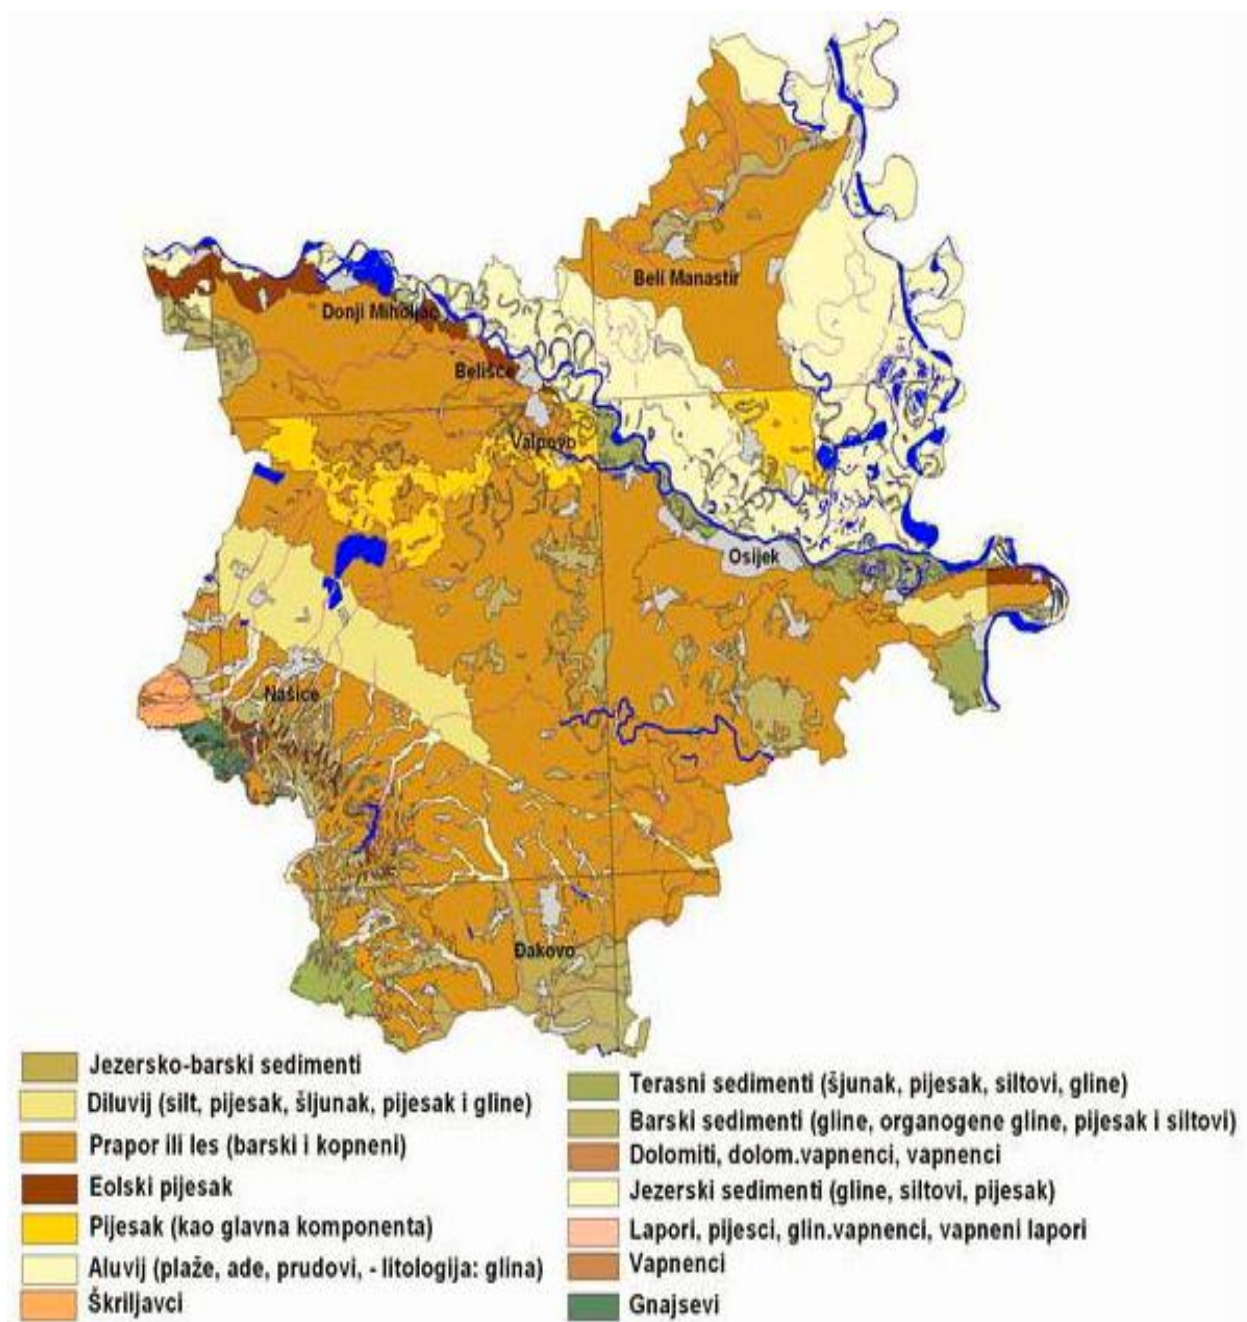 Beli Manastir
Donji Miholjac
Belišće
Valpovo
Osijek
Našice
Đakovo
Jezersko-barski sedimenti
Diluvij (silt, pijesak, šljunak, pijesak i gline)
Prapor ili les (barski i kopneni)
Eolski pijesak
Pijesak (kao glavna komponenta)
Aluvij (plaže, ade, prudovi, - litologija: glina)
Škriljavci
Terasni sedimenti (šjunak, pijesak, siltovi, gline)
Barski sedimenti (gline, organogene gline, pijesak i siltovi)
Dolomiti, dolom.vapnenci, vapnenci
Jezerski sedimenti (gline, siltovi, pijesak)
Lapori, pijesci, glin.vapnenci, vapneni lapori
Vapnenci
Gnajsevi